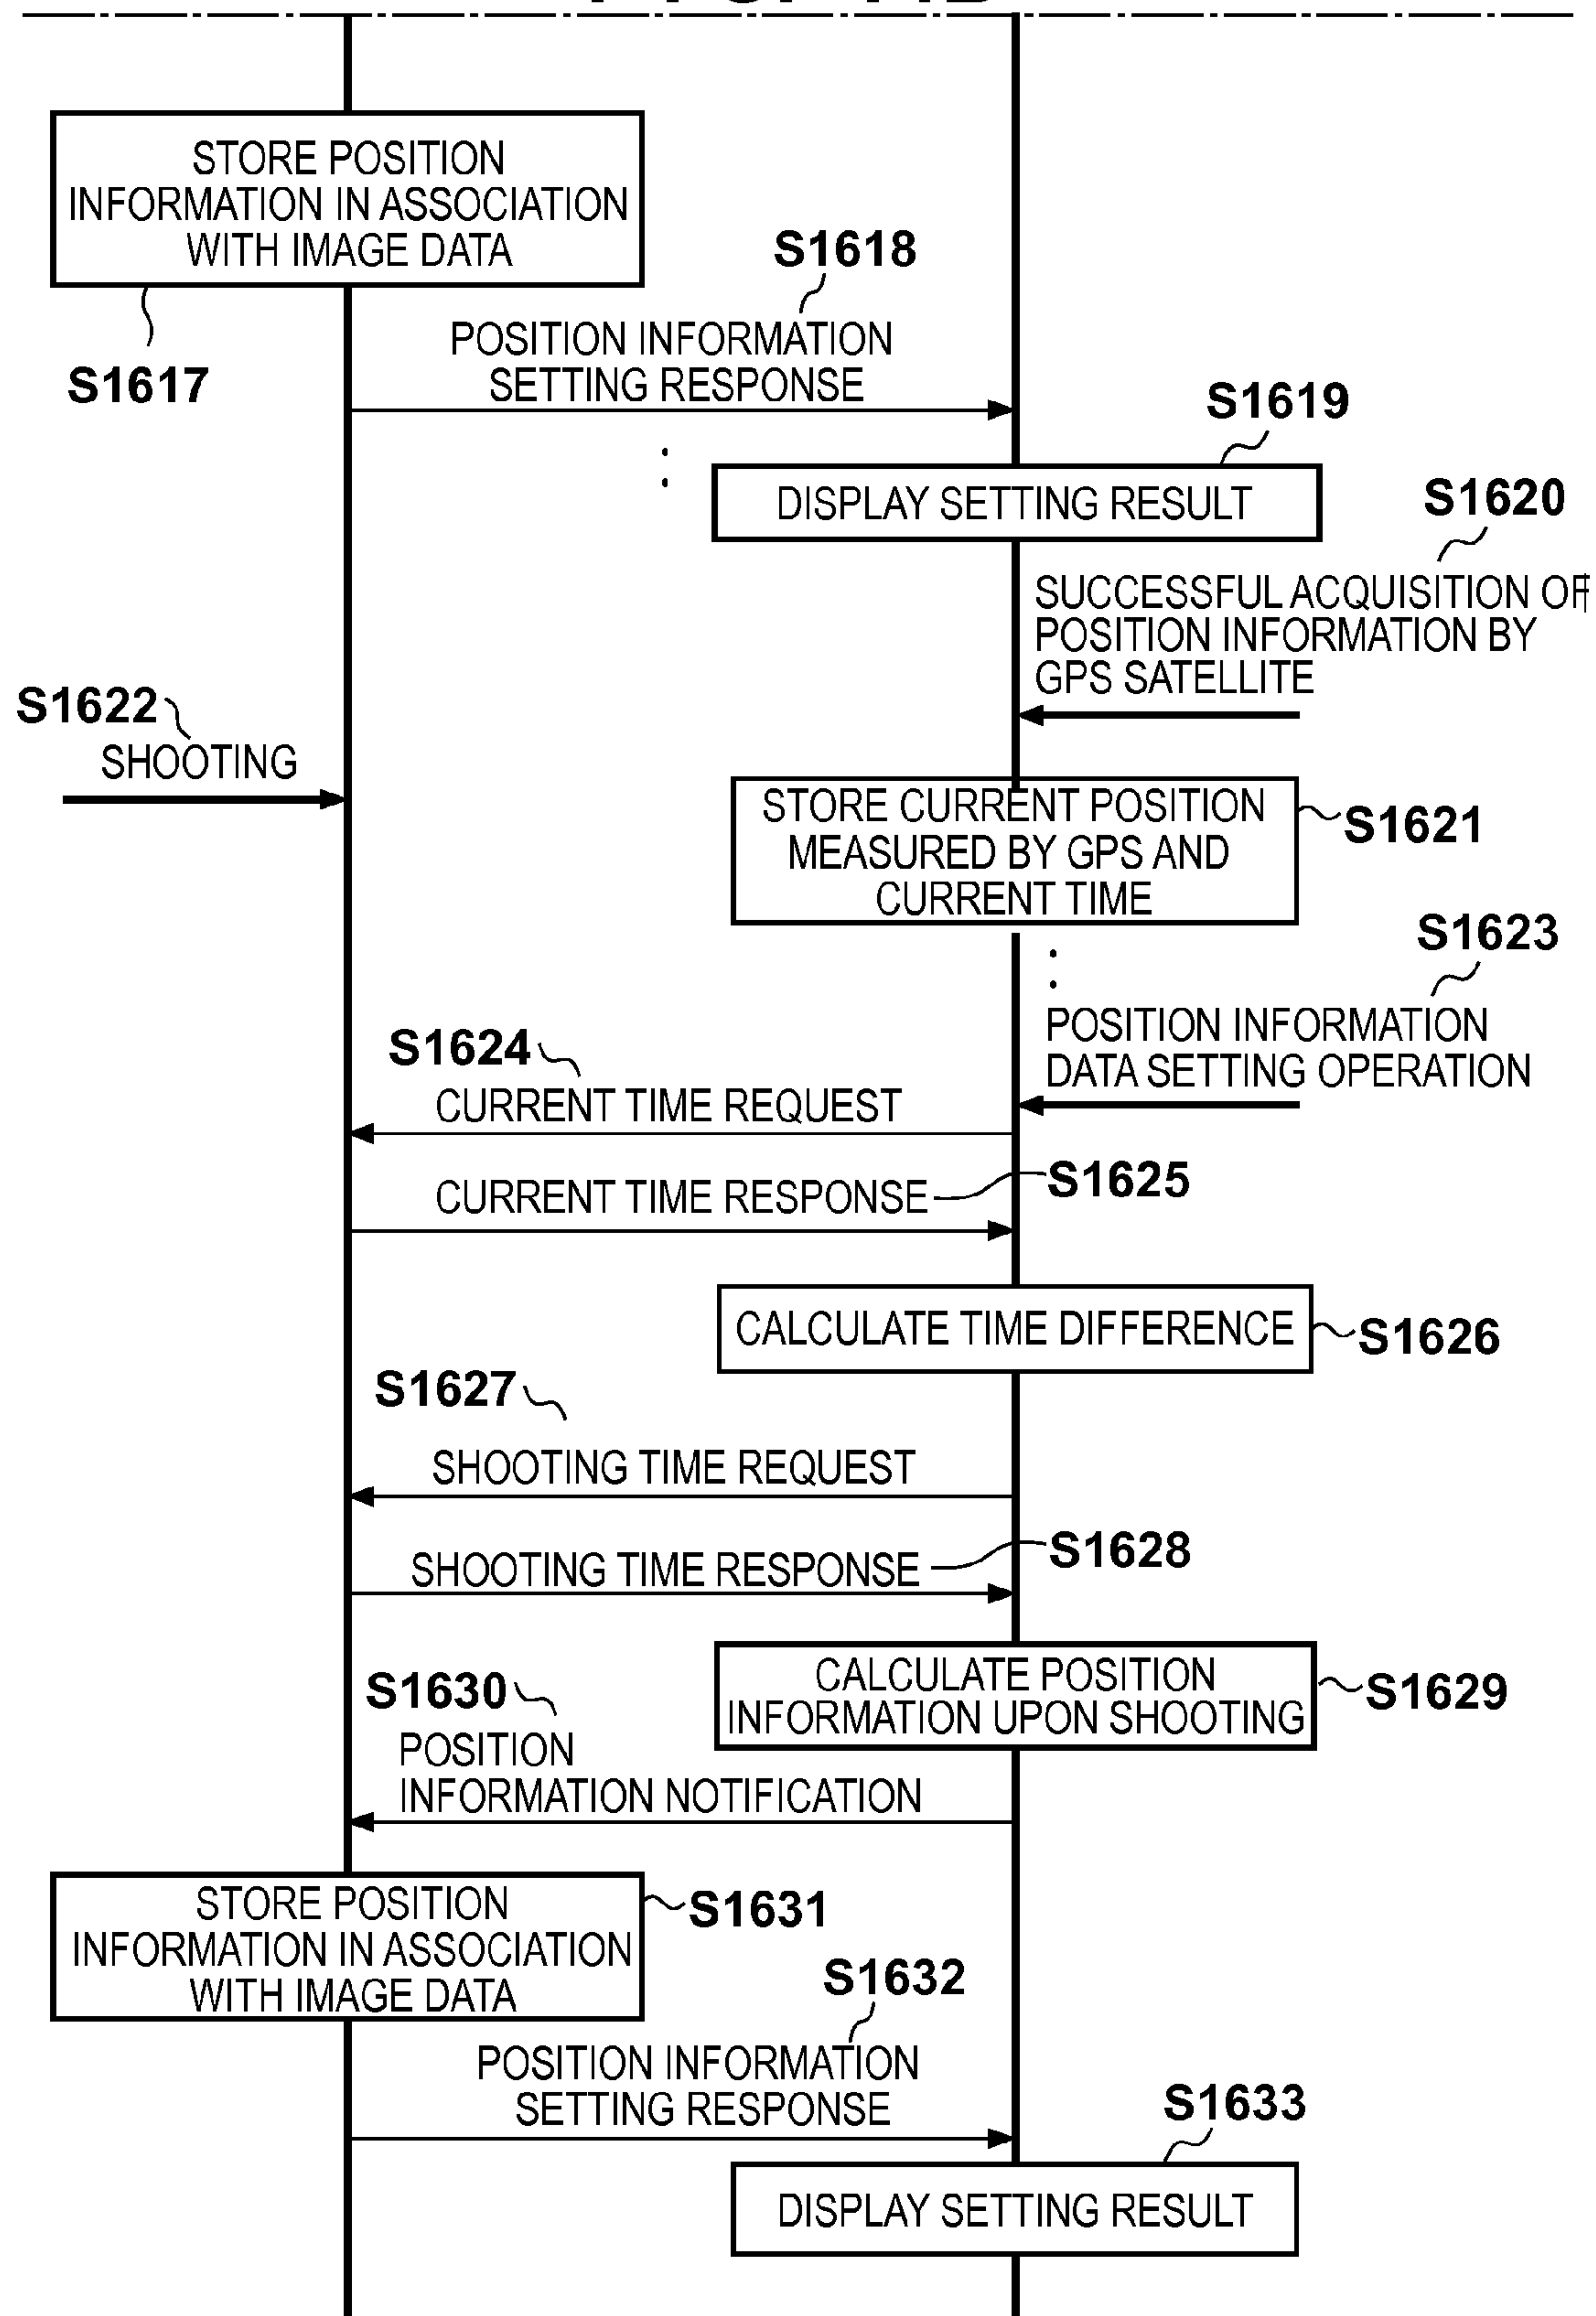 STORE POSITION
INFORMATION IN ASSOCIATION
WITH IMAGE DATA
S1617
S1618
POSITION INFORMATION
SETTING RESPONSE
S1619
DISPLAY SETTING RESULT
S1620
SUCCESSFUL ACQUISITION OF
POSITION INFORMATION BY
GPS SATELLITE
S1622
SHOOTING
STORE CURRENT POSITION
MEASURED BY GPS AND
CURRENT TIME
S1621
S1623
POSITION INFORMATION
DATA SETTING OPERATION
S1624
CURRENT TIME REQUEST
CURRENT TIME RESPONSE
S1625
CALCULATE TIME DIFFERENCE
S1626
S1627
SHOOTING TIME REQUEST
SHOOTING TIME RESPONSE
S1628
CALCULATE POSITION
INFORMATION UPON SHOOTING
S1629
S1630
POSITION
INFORMATION NOTIFICATION
STORE POSITION
INFORMATION IN ASSOCIATION
WITH IMAGE DATA
S1631
S1632
POSITION INFORMATION
SETTING RESPONSE
S1633
DISPLAY SETTING RESULT